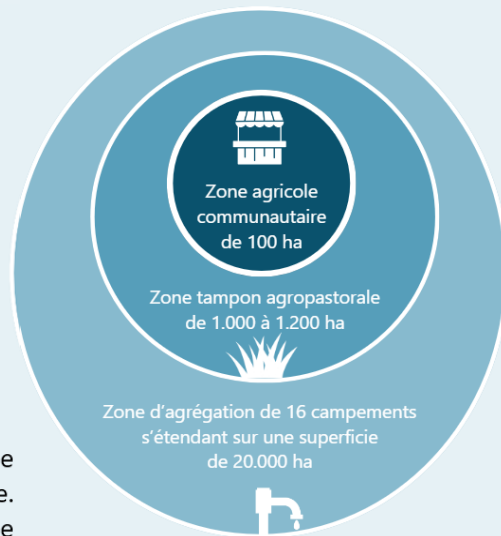 Zone agricole
communautaire
de 100 ha
Zone tampon agropastorale
de 1.000 à 1.200 ha
Zone d’agrégation de 16 campements
s’étendant sur une superficie
de 20.000 ha
e
e.
e